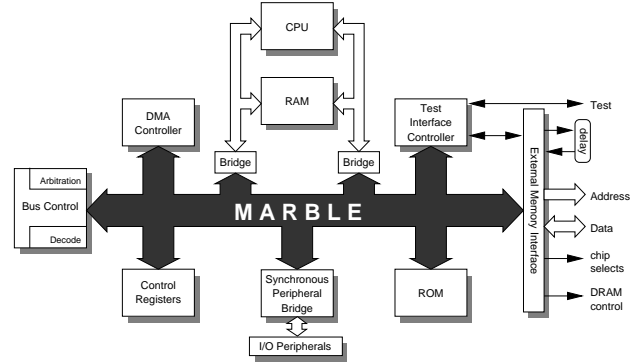 CPU
RAM
DMA
Controller
Test
Interface
Controller
Test
delay
Bridge
Bridge
External Memory Interface
Arbitration
Bus Control
Decode
MARBLE
Address
Data
chip
selects
DRAM
control
Control
Registers
Synchronous
Peripheral
Bridge
ROM
I/O Peripherals